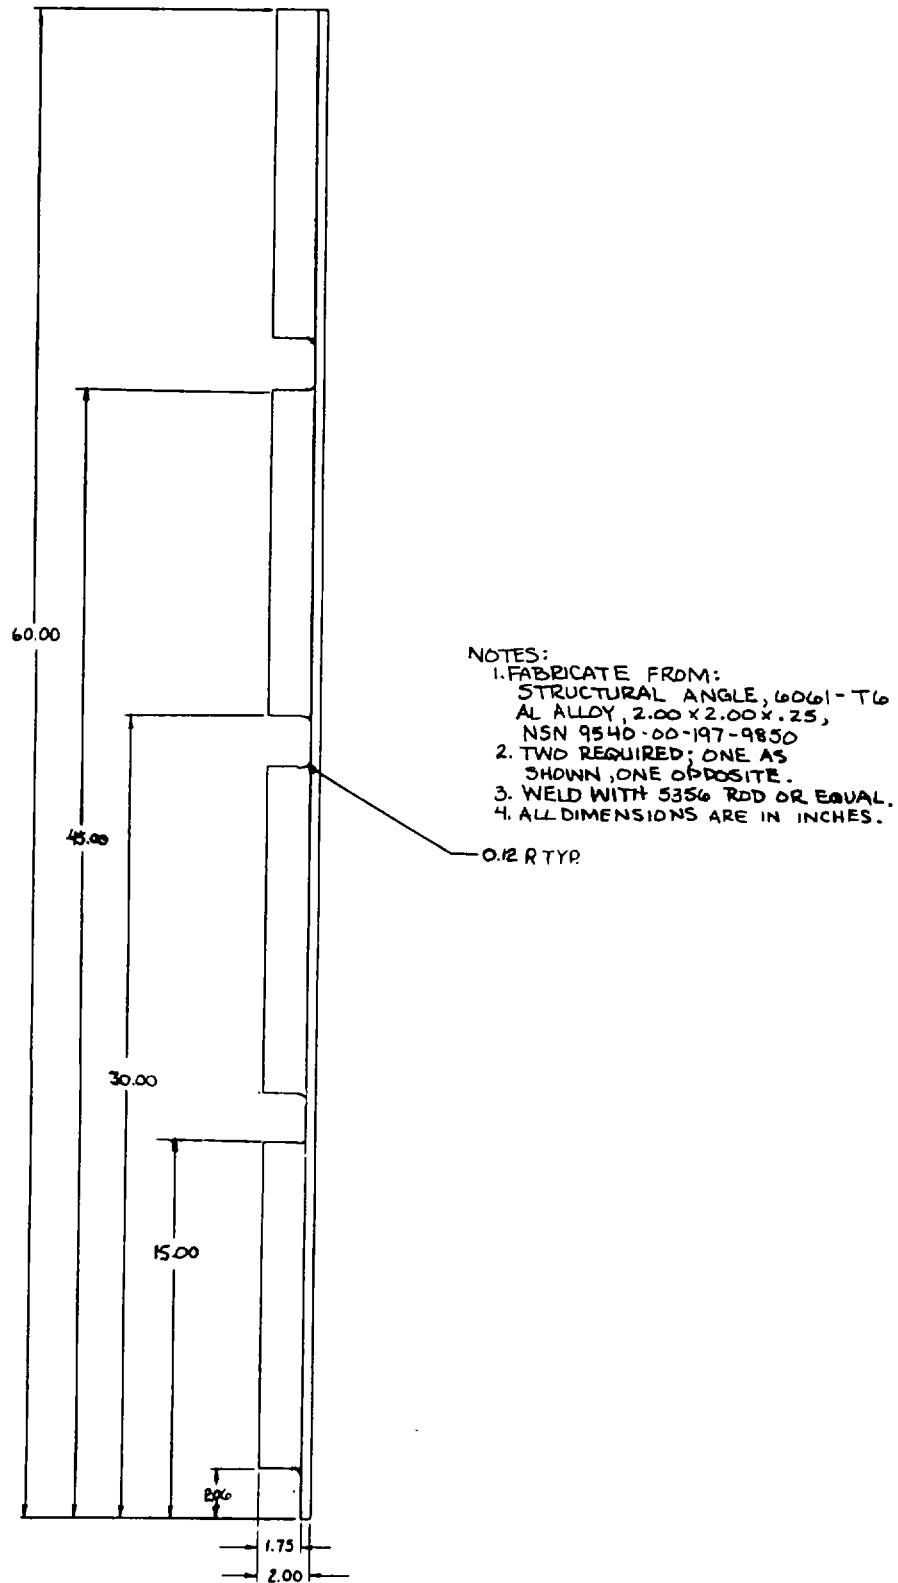 60.00
NOTES:
1. FABRICATE FROM:
STRUCTURAL ANGLE, 6061-T6
AL ALLOY, 2.00 X 2.00 X .25,
NSN 9540-00-197-9850
2. TWO REQUIRED; ONE AS
SHOWN, ONE OPPOSITE.
3. WELD WITH 5356 ROD OR EQUAL.
4. ALL DIMENSIONS ARE IN INCHES.
45.00
0.12 R TYP.
30.00
15.00
1.75
2.00